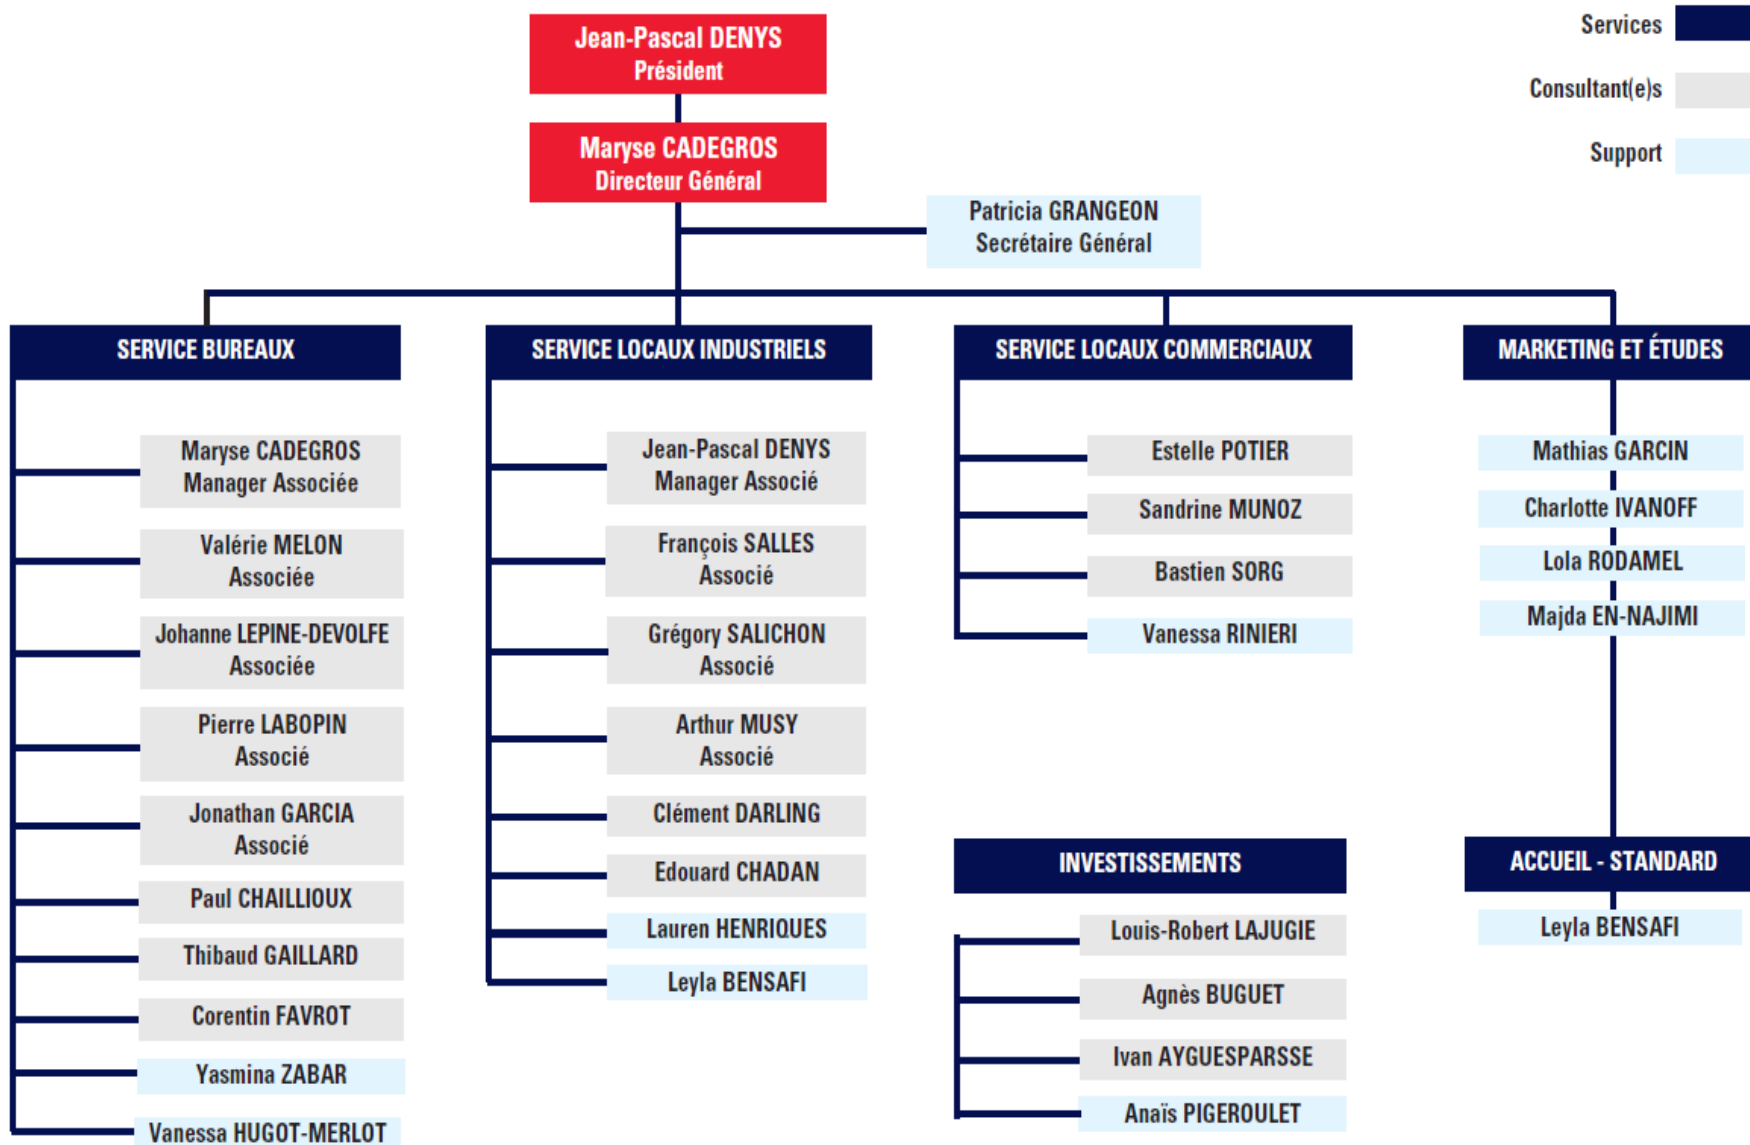 Jean-Pascal DENYS
Président
Maryse CADEGROS
Directeur Général
Patricia GRANGEON
Secrétaire Général
Services
Consultant(e)s
Support
SERVICE BUREAUX
Maryse CADEGROS
Manager Associée
Valérie MELON
Associée
Johanne LEPINE-DEVOLFE
Associée
Pierre LABOPIN
Associé
Jonathan GARCIA
Associé
Paul CHAILLIOUX
Thibaud GAILLARD
Corentin FAVROT
Yasmina ZABAR
Vanessa HUGOT-MERLOT
SERVICE LOCAUX INDUSTRIELS
Jean-Pascal DENYS
Manager Associé
François SALLES
Associé
Grégory SALICHON
Associé
Arthur MUSY
Associé
Clément DARLING
Edouard CHADAN
Lauren HENRIQUES
Leyla BENSAFI
SERVICE LOCAUX COMMERCIAUX
Estelle POTIER
Sandrine MUNOZ
Bastien SORG
Vanessa RINIERI
INVESTISSEMENTS
Louis-Robert LAJUGIE
Agnès BUGUET
Ivan AYGUESPARSSE
Anaïs PIGEROULET
MARKETING ET ÉTUDES
Mathias GARCIN
Charlotte IVANOFF
Lola RODAMEL
Majda EN-NAJIMI
ACCUEIL - STANDARD
Leyla BENSAFI